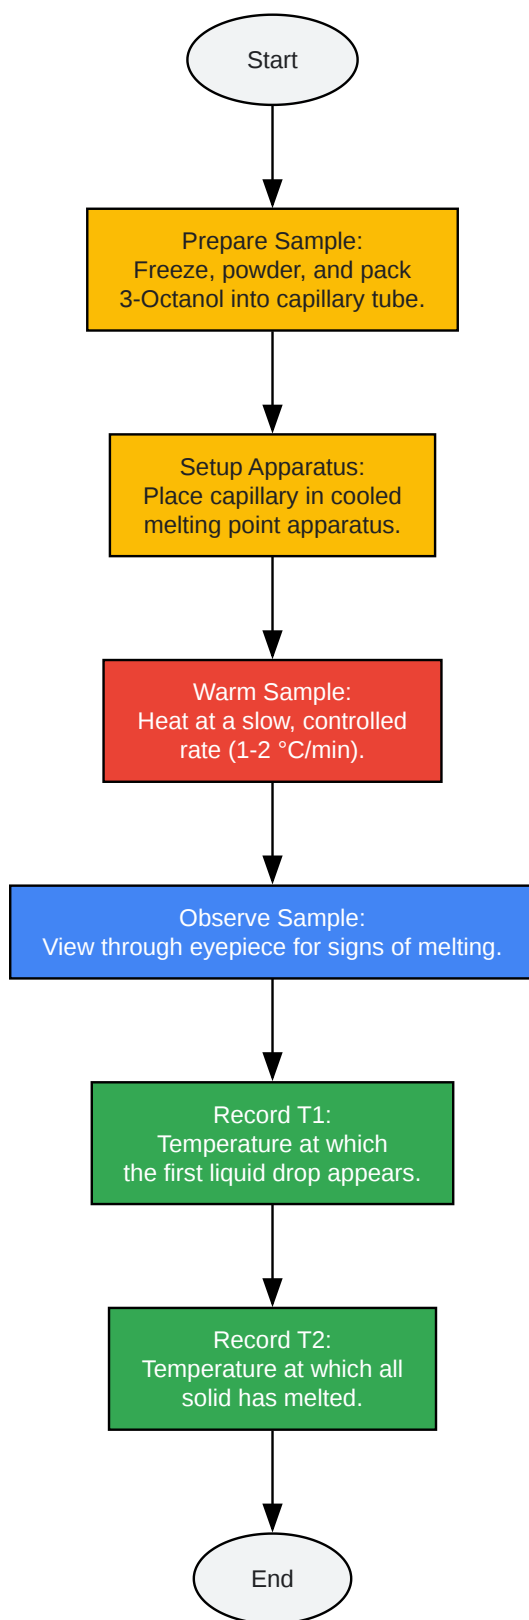 Start
Prepare Sample:
Freeze, powder, and pack
3-Octanol into capillary tube.
Setup Apparatus:
Place capillary in cooled
melting point apparatus.
Warm Sample:
Heat at a slow, controlled
rate (1-2 °C/min).
Observe Sample:
View through eyepiece for signs of melting.
Record T1:
Temperature at which
the first liquid drop appears.
Record T2:
Temperature at which all
solid has melted.
End